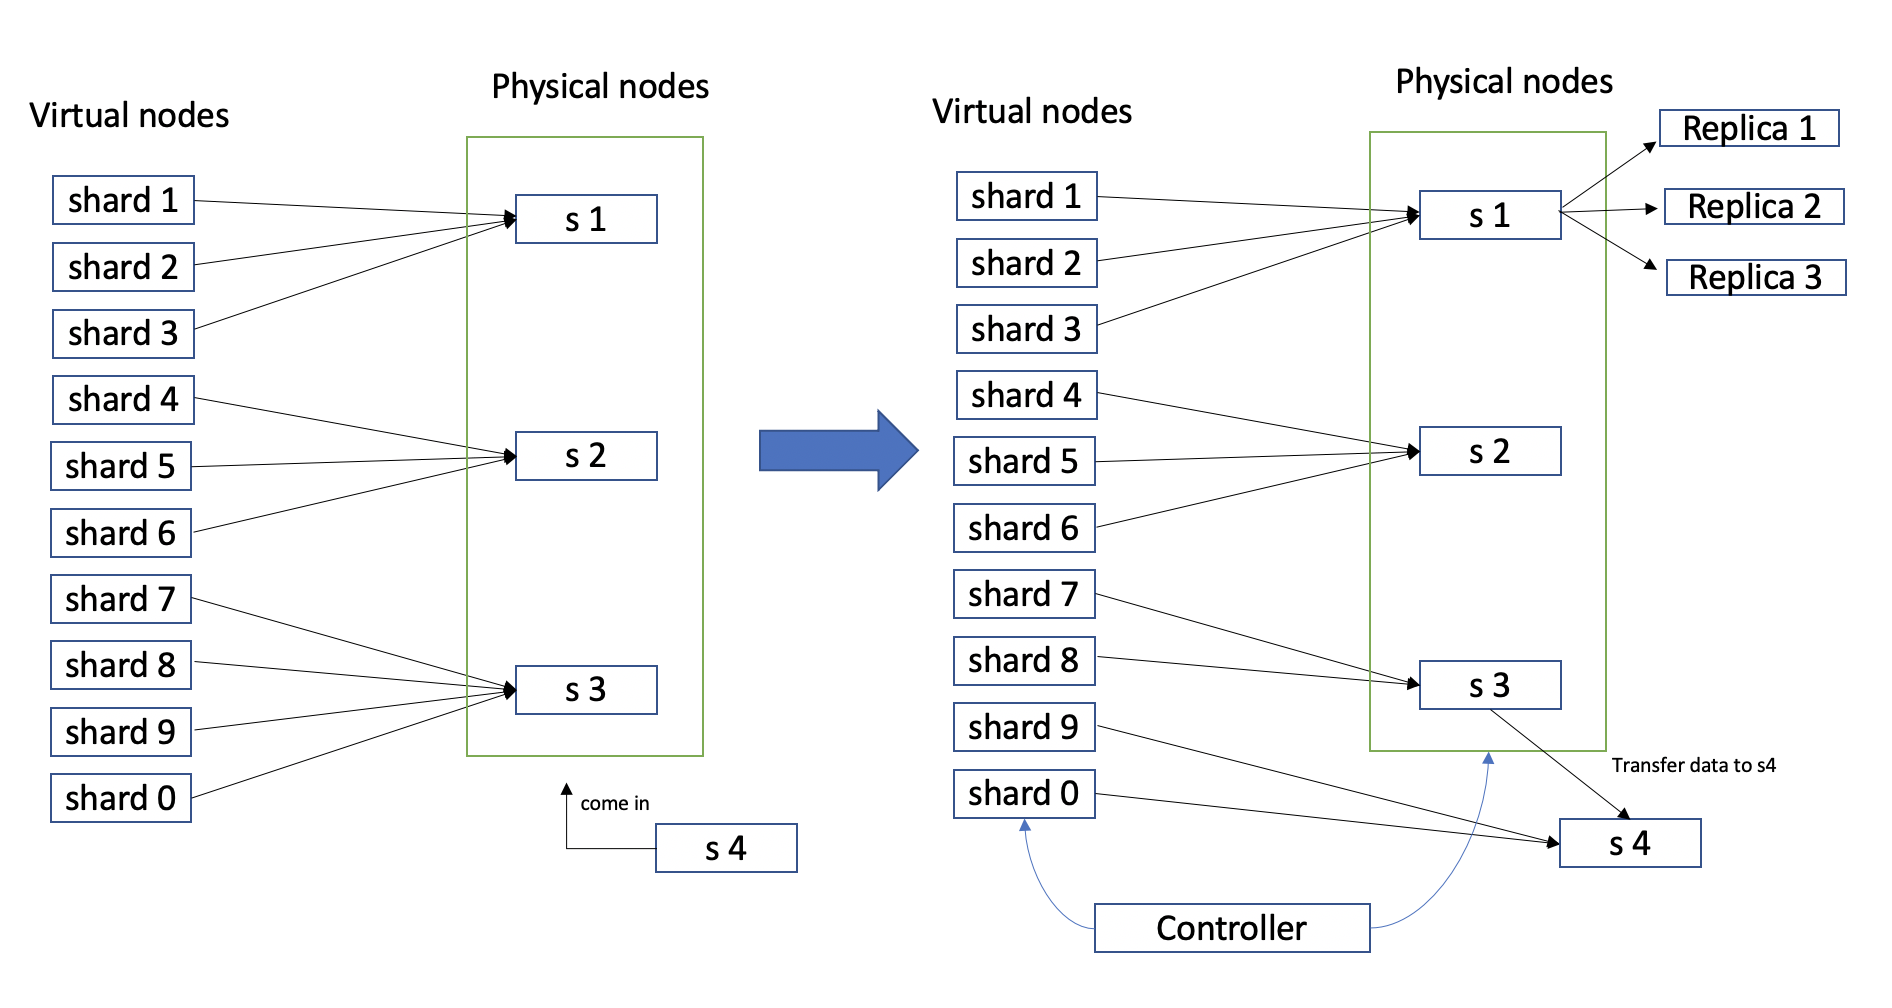 Virtual nodes
Physical nodes
shard 1
shard 2
shard 3
shard 4
shard 5
shard 6
shard 7
shard 8
shard 9
shard 0
s 1
s 2
s 3
come in
s 4
Virtual nodes
Physical nodes
shard 1
shard 2
shard 3
shard 4
shard 5
shard 6
shard 7
shard 8
shard 9
shard 0
s 1
s 2
s 3
Replica 1
Replica 2
Replica 3
Transfer data to s4
s 4
Controller